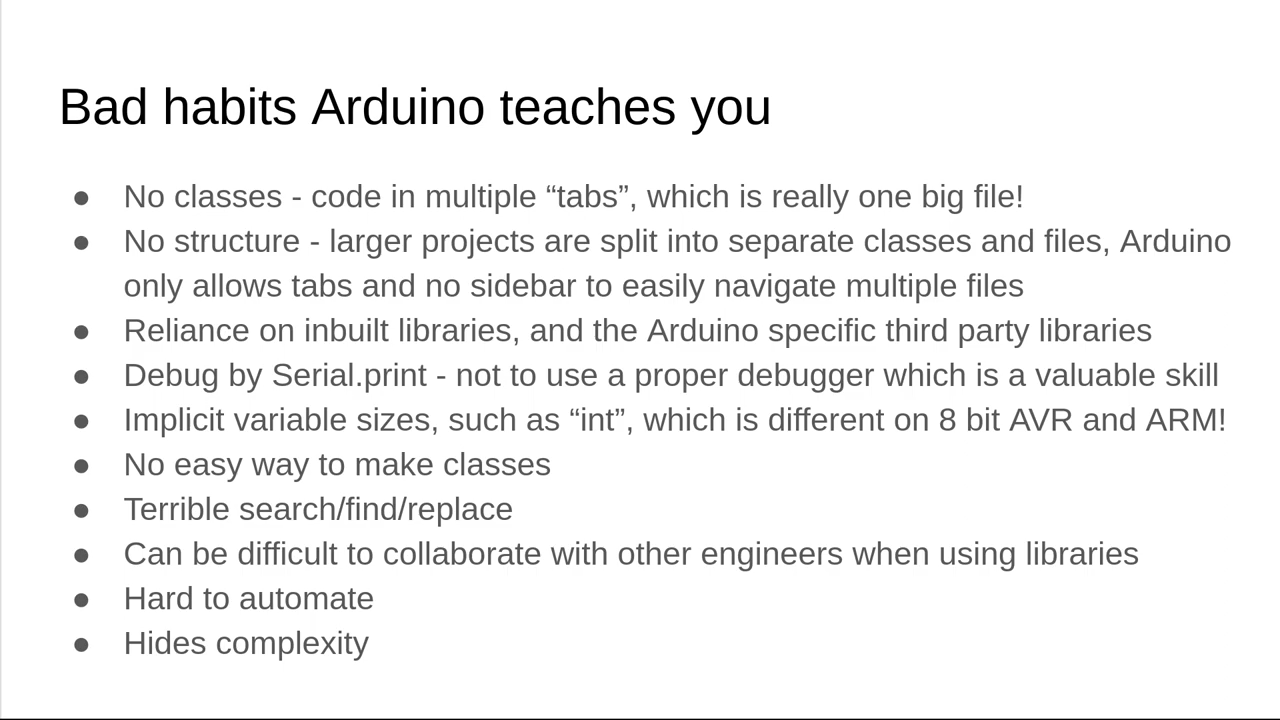 Bad habits Arduino teaches you
● No classes - code in multiple “tabs”, which is really one big file!
● No structure - larger projects are split into separate classes and files, Arduino
only allows tabs and no sidebar to easily navigate multiple files
● Reliance on inbuilt libraries, and the Arduino specific third party libraries
● Debug by Serial.print - not to use a proper debugger which is a valuable skill
● Implicit variable sizes, such as “int”, which is different on 8 bit AVR and ARM!
● No easy way to make classes
● Terrible search/find/replace
● Can be difficult to collaborate with other engineers when using libraries
● Hard to automate
● Hides complexity